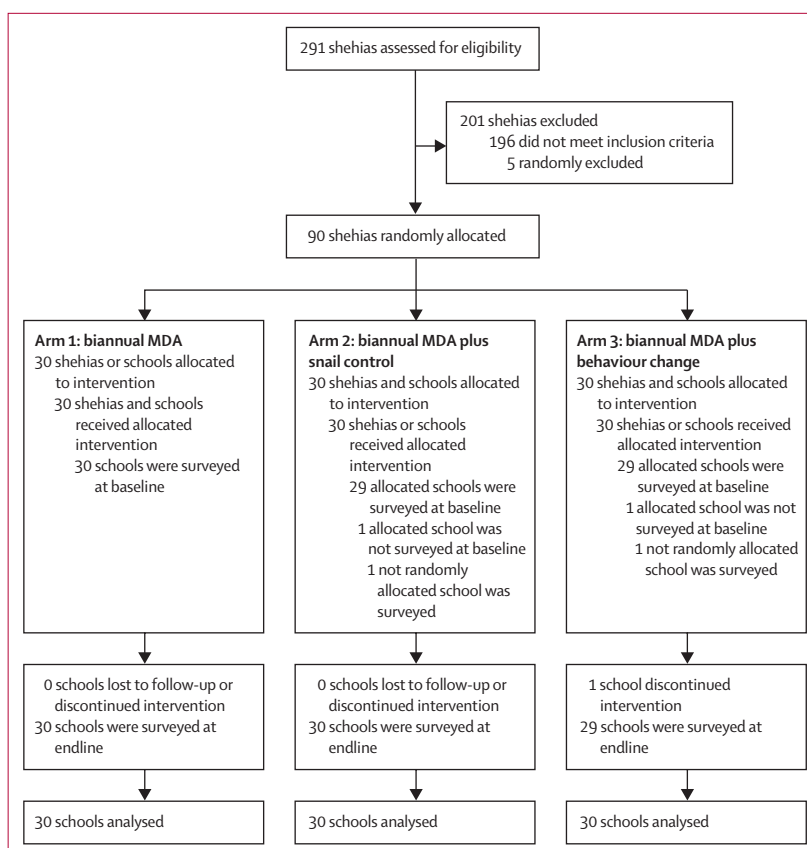 291 shehias assessed for eligibility
201 shehias excluded
196 did not meet inclusion criteria
5 randomly excluded
90 shehias randomly allocated
Arm 1: biannual MDA
30 shehias or schools allocated
to intervention
30 shehias and schools
received allocated
intervention
30 schools were surveyed
at baseline
Arm 2: biannual MDA plus
snail control
30 shehias and schools allocated
to intervention
30 shehias or schools
received allocated
intervention
29 allocated schools were
surveyed at baseline
1 allocated school was
not surveyed at baseline
1 not randomly
allocated school was
surveyed
Arm 3: biannual MDA plus
behaviour change
30 shehias and schools allocated
to intervention
30 shehias or schools received
allocated intervention
29 allocated schools were
surveyed at baseline
1 allocated school was not
surveyed at baseline
1 not randomly allocated
school was surveyed
0 schools lost to follow-up or
discontinued intervention
30 schools were surveyed at
endline
0 schools lost to follow-up or
discontinued intervention
30 schools were surveyed at
endline
1 school discontinued
intervention
29 schools were surveyed at
endline
30 schools analysed
30 schools analysed
30 schools analysed